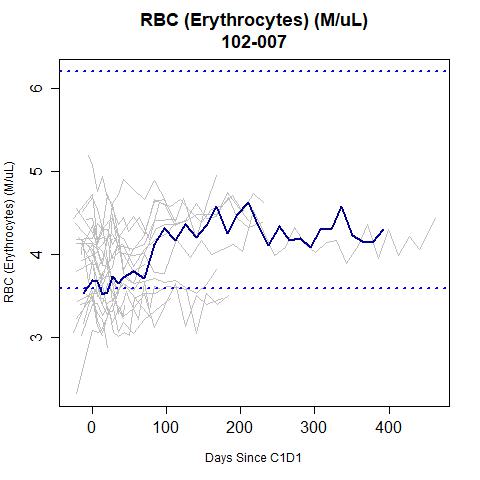 RBC (Erythrocytes) (M/uL)
102-007
RBC (Erythrocytes) (M/uL)
6
5
4
3
0 100 200 300 400
Days Since C1D1